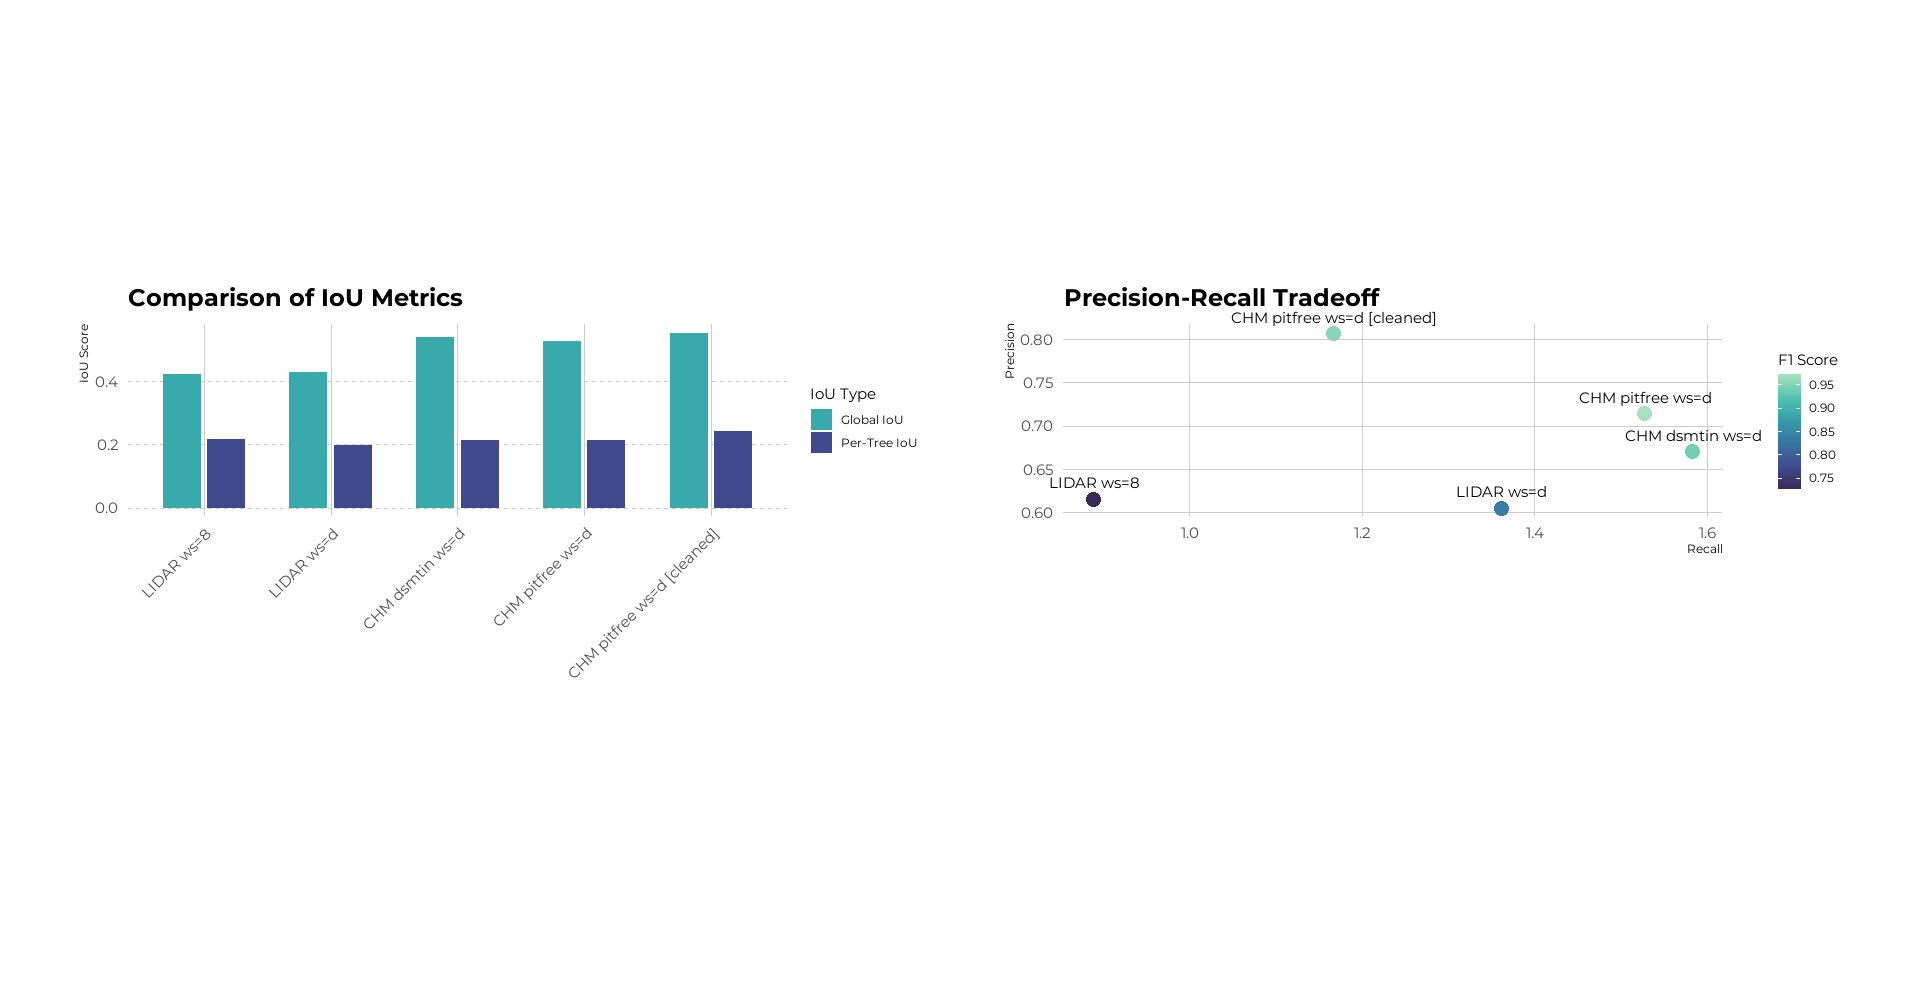 Comparison of IoU Metrics
IoU Score
0.4
0.2
0.0
LIDAR ws=8
LIDAR ws=d
CHM dsmtin ws=d
CHM pitfree ws=d
CHM pitfree ws=d [cleaned]
IoU Type
Global IoU
Per-Tree IoU
Precision-Recall Tradeoff
CHM pitfree ws=d [cleaned]
Precision
0.80
0.75
0.70
0.65
0.60
CHM pitfree ws=d
CHM dsmtin ws=d
LIDAR ws=8
LIDAR ws=d
1.0
1.2
1.4
1.6
Recall
F1 Score
0.95
0.90
0.85
0.80
0.75